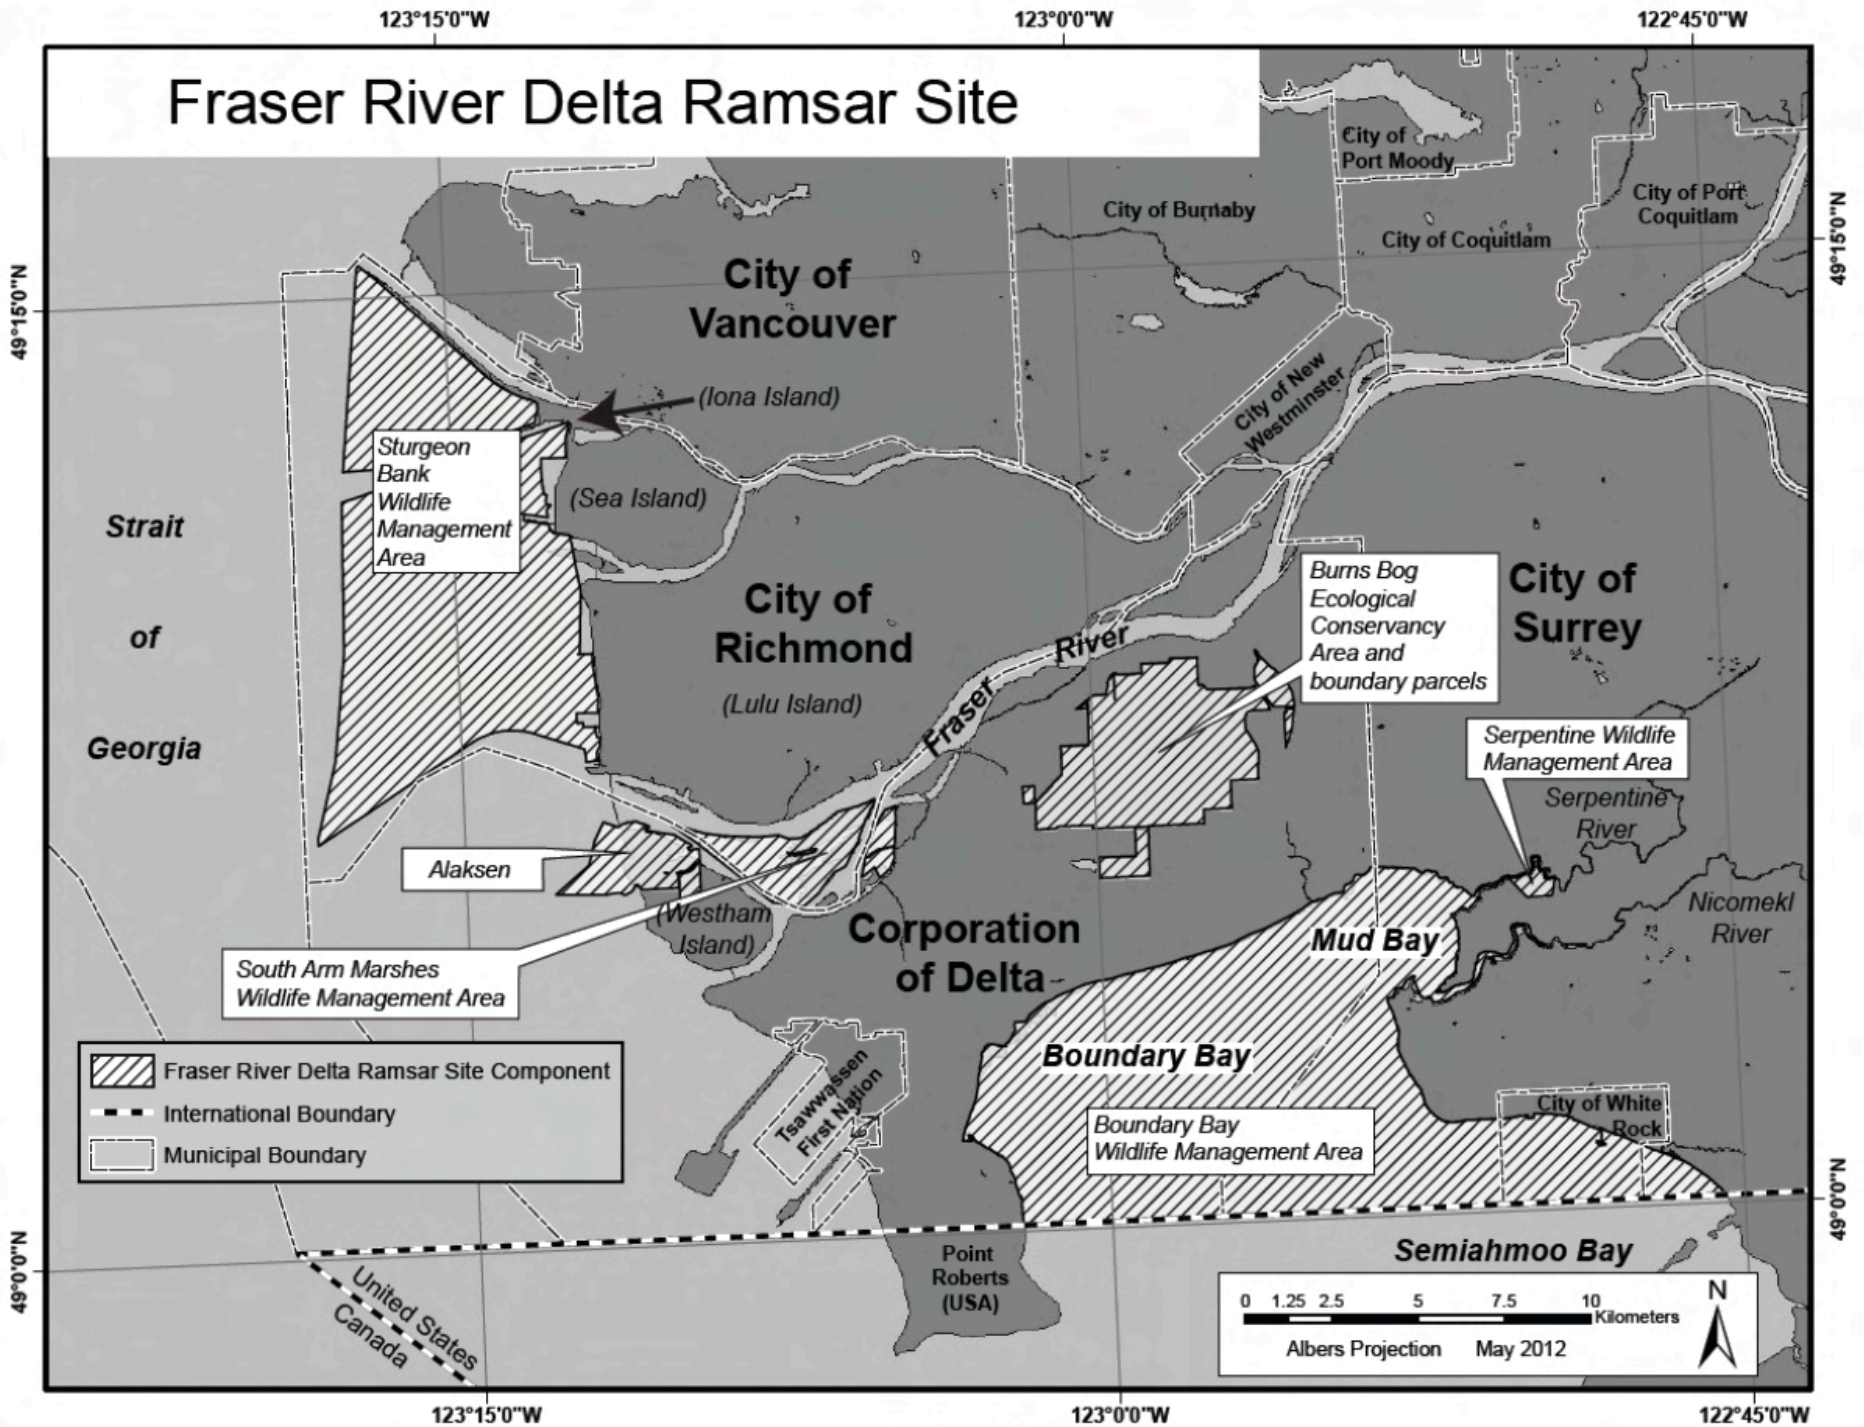 123°15'0"W
123°0'0"W
122°45'0"W
Fraser River Delta Ramsar Site
City of
Port Moody
City of Port
Coquitlam
City of Burnaby
City of Coquitlam
49°15'0"N
49°15'0"N
City of
Vancouver
City of New
Westminster
(Iona Island)
Sturgeon
Bank
Wildlife
Management
Area
(Sea Island)
Strait
of
Georgia
City of
Richmond
(Lulu Island)
Fraser River
Burns Bog
Ecological
Conservancy
Area and
boundary parcels
City of
Surrey
Serpentine Wildlife
Management Area
Serpentine
River
Alaksen
(Westham
Island)
Nicomekl
River
Corporation
of Delta
Mud Bay
South Arm Marshes
Wildlife Management Area
Boundary Bay
Boundary Bay
Wildlife Management Area
Tsawwassen
First Nation
City of White
Rock
Fraser River Delta Ramsar Site Component
International Boundary
Municipal Boundary
49°0'0"N
49°0'0"N
United States
Canada
Point
Roberts
(USA)
Semiahmoo Bay
0 1.25 2.5 5 7.5 10
Kilometers
N
Albers Projection May 2012
123°15'0"W
123°0'0"W
122°45'0"W